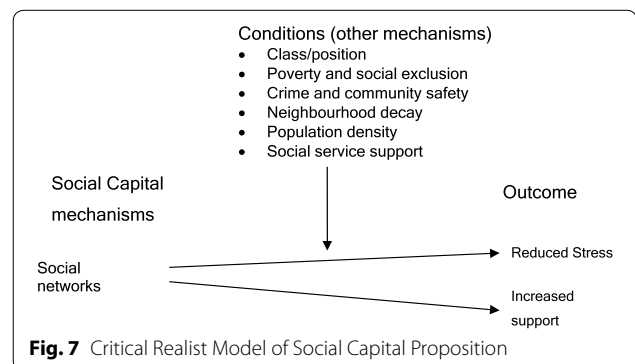 Conditions (other mechanisms)
• Class/position
• Poverty and social exclusion
• Crime and community safety
• Neighbourhood decay
• Population density
• Social service support
Social Capital
mechanisms
Outcome
Social
networks
Reduced Stress
Increased
support
Fig. 7 Critical Realist Model of Social Capital Proposition